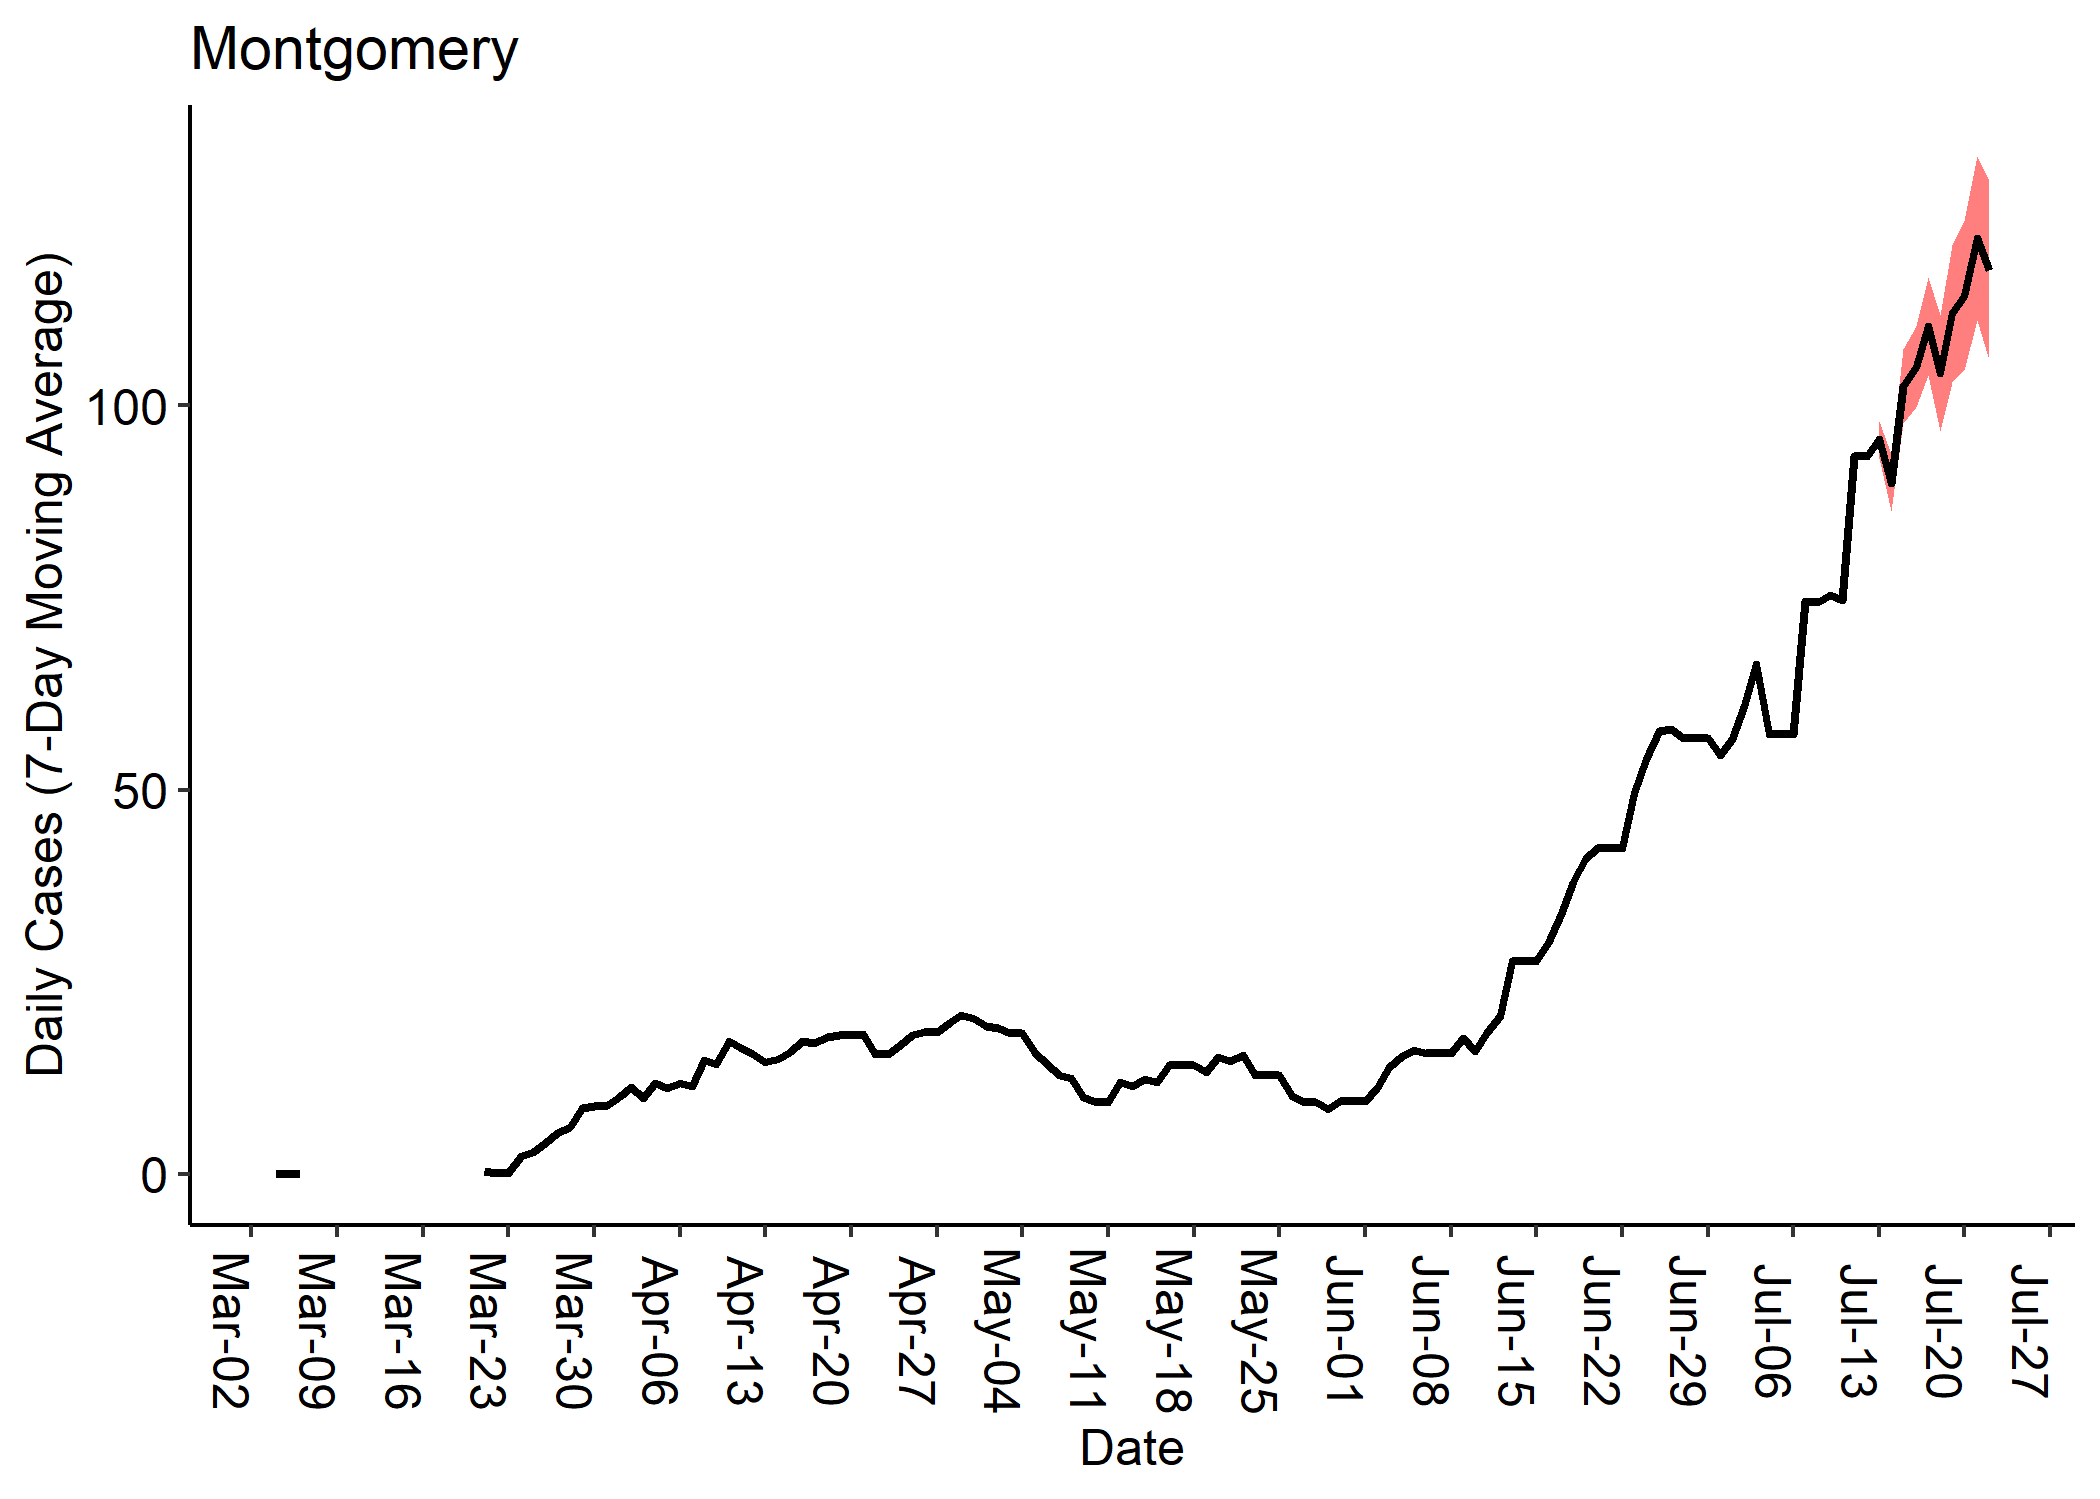 Montgomery
Daily Cases (7-Day Moving Average)
100
50
0
Mar-02
Mar-09
Mar-16
Mar-23
Mar-30
Apr-06
Apr-13
Apr-20
Apr-27
May-04
May-11
May-18
May-25
Jun-01
Jun-08
Jun-15
Jun-22
Jun-29
Jul-06
Jul-13
Jul-20
Jul-27
Date